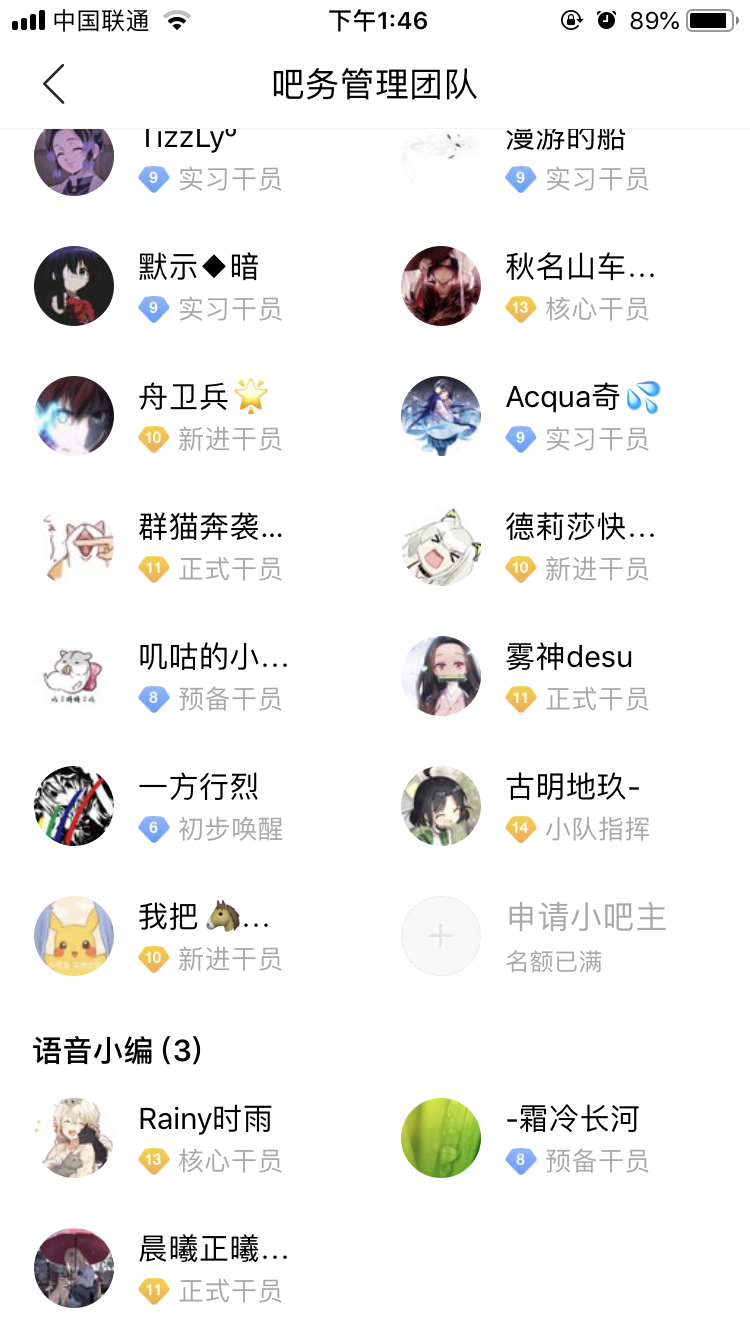 中国联通 下午1:46 89%
吧务管理团队
TizzLyº 漫游的船
9 实习干员 9 实习干员
默示◆暗 秋名山车...
9 实习干员 13 核心干员
舟卫兵🌟 Acqua奇💦
10 新进干员 9 实习干员
群猫奔袭... 德莉莎快...
11 正式干员 10 新进干员
叽咕的小... 雾神desu
8 预备干员 11 正式干员
一方行烈 古明地玖-
6 初步唤醒 14 小队指挥
我把🐴... 申请小吧主
10 新进干员 名额已满
语音小编 (3)
Rainy时雨 -霜冷长河
13 核心干员 8 预备干员
晨曦正曦...
11 正式干员